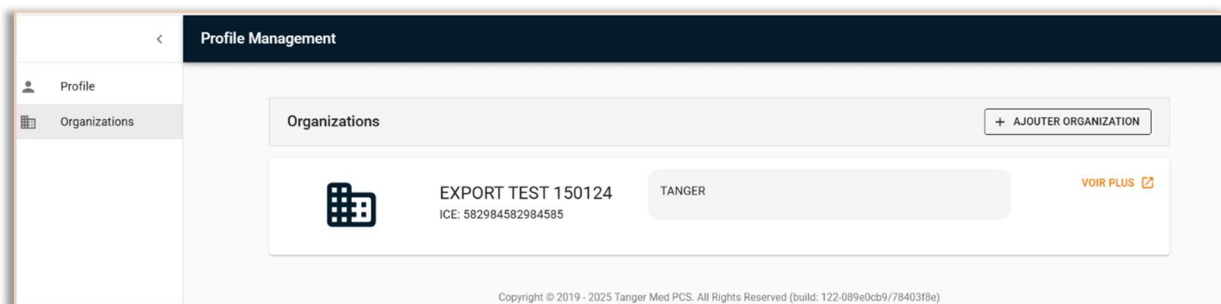 Profile Management
Profile
Organizations
Organizations
+ AJOUTER ORGANIZATION
EXPORT TEST 150124
ICE: 582984582984585
TANGER
VOIR PLUS
Copyright © 2019 - 2025 Tanger Med PCS. All Rights Reserved (build: 122-089e0cb9/78403f8e)